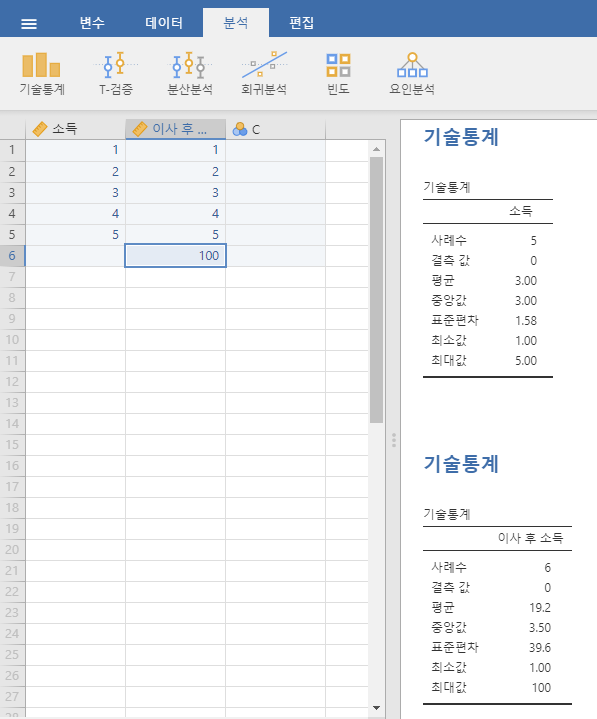 변수 데이터 분석 편집
기술통계 T-검증 분산분석 회귀분석 빈도 요인분석
소득 이사 후 ... C
1 1 1
2 2 2
3 3 3
4 4 4
5 5 5
6 100
7
8
9
10
11
12
13
14
15
16
17
18
19
20
21
22
23
24
25
26
27
28
기술통계
기술통계
소득
사례수 5
결측 값 0
평균 3.00
중앙값 3.00
표준편차 1.58
최소값 1.00
최대값 5.00
기술통계
기술통계
이사 후 소득
사례수 6
결측 값 0
평균 19.2
중앙값 3.50
표준편차 39.6
최소값 1.00
최대값 100